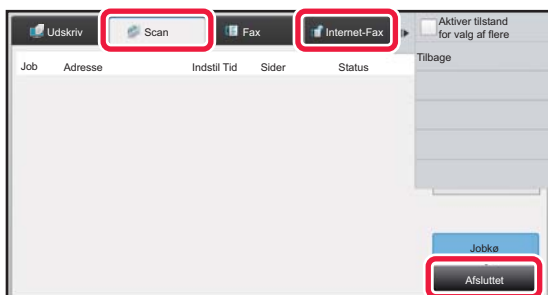 Udskriv Scan Fax Internet-Fax
Aktiver tilstand
for valg af flere
Job Adresse Indstil Tid Sider Status
Tilbage
Jobkø
Afsluttet